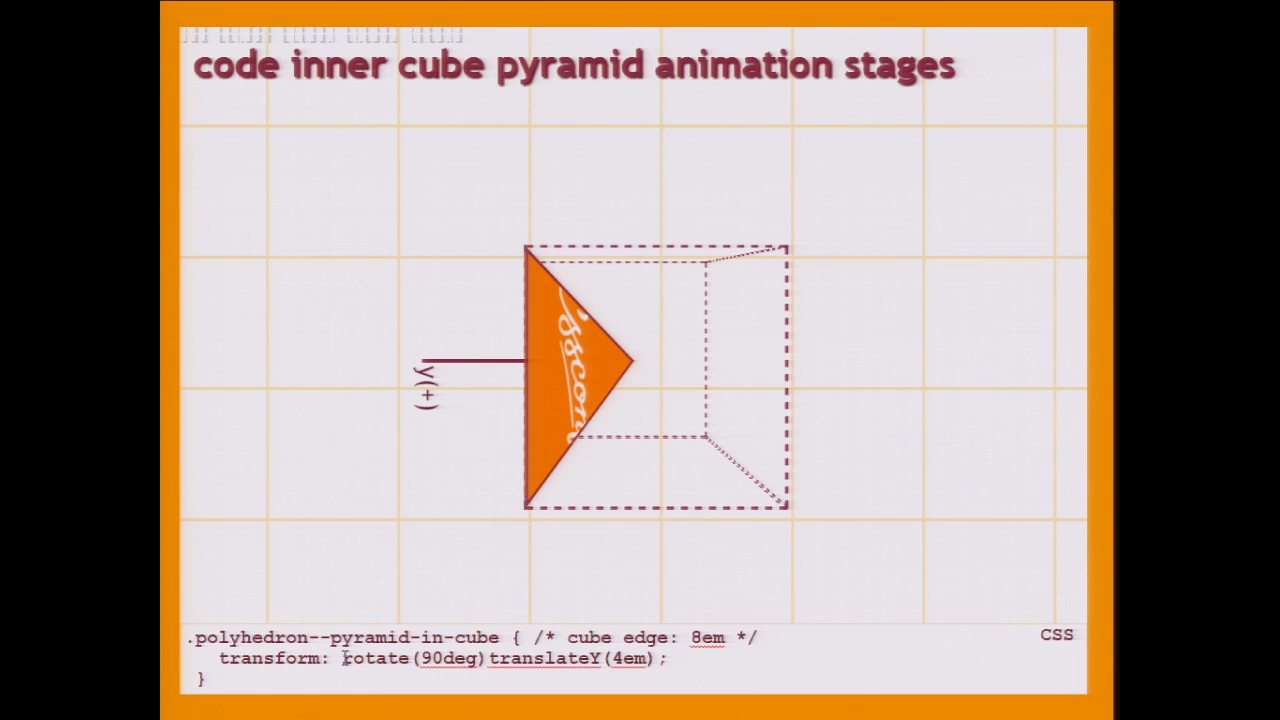 code inner cube pyramid animation stages
y(+)
.polyhedron--pyramid-in-cube { /* cube edge: 8em */
CSS
transform: rotate(90deg)translateY(4em);
}